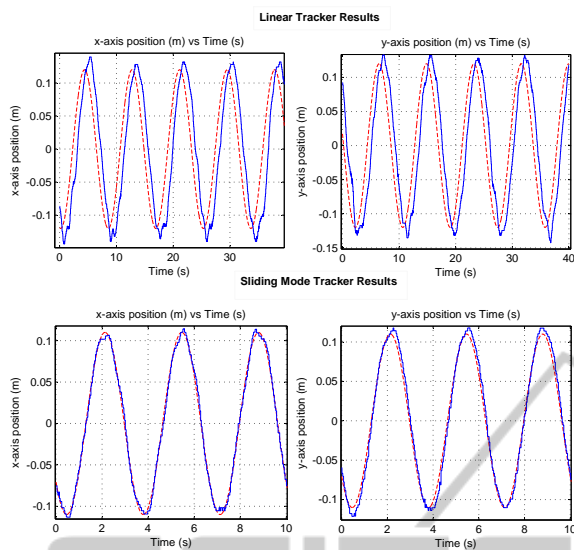 Linear Tracker Results
x-axis position (m) vs Time (s)
y-axis position (m) vs Time (s)
x-axis position (m)
0.1
0.05
0
-0.05
-0.1
0 10 20 30
Time (s)
y-axis position (m)
0.1
0.05
0
-0.05
-0.1
-0.15
0 10 20 30 40
Time (s)
Sliding Mode Tracker Results
x-axis position (m) vs Time (s)
y-axis position vs Time (s)
x-axis position (m)
0.1
0.05
0
-0.05
-0.1
0 2 4 6 8 10
Time (s)
y-axis position (m)
0.1
0.05
0
-0.05
-0.1
0 2 4 6 8 10
Time (s)